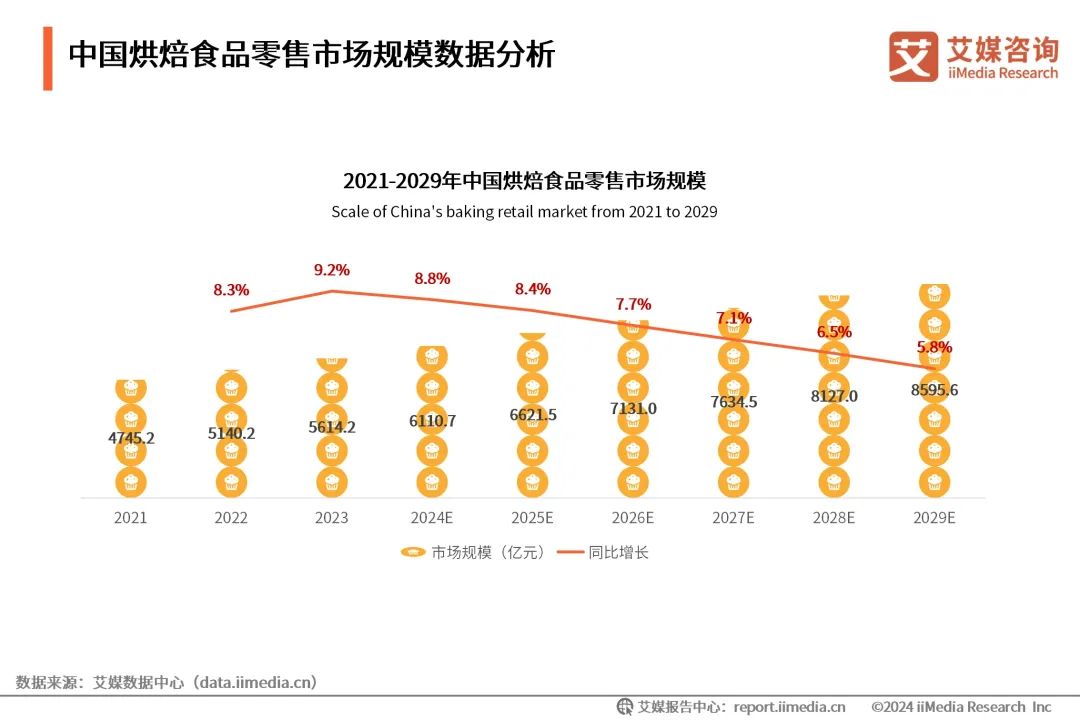 中国烘焙食品零售市场规模数据分析
艾 艾媒咨询
iiMedia Research
2021-2029年中国烘焙食品零售市场规模
Scale of China's baking retail market from 2021 to 2029
8.3% 9.2% 8.8% 8.4% 7.7% 7.1% 6.5% 5.8%
4745.2 5140.2 5614.2 6110.7 6621.5 7131.0 7634.5 8127.0 8595.6
2021 2022 2023 2024E 2025E 2026E 2027E 2028E 2029E
市场规模（亿元） 同比增长
数据来源：艾媒数据中心（data.iimedia.cn）
艾媒报告中心：report.iimedia.cn ©2024 iiMedia Research Inc